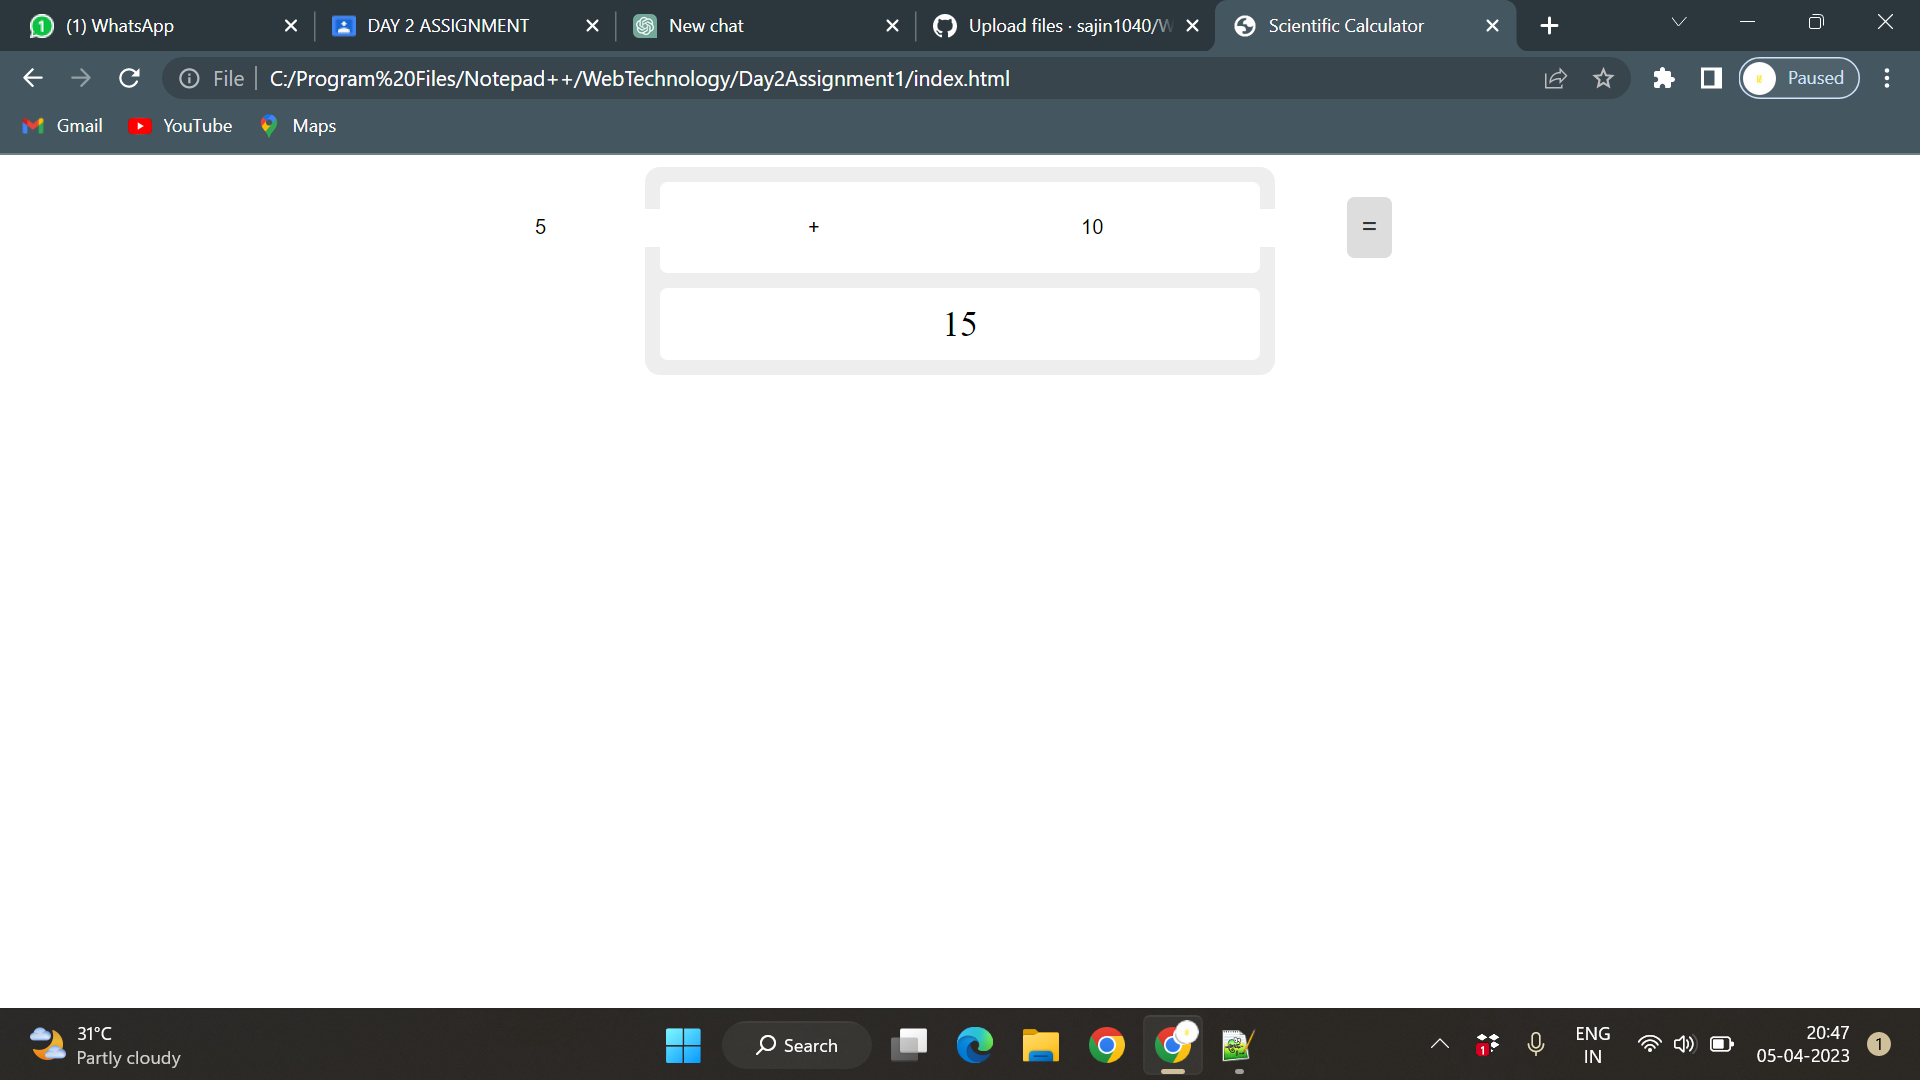 (1) WhatsApp
DAY 2 ASSIGNMENT
New chat
Upload files · sajin1040/W
Scientific Calculator
File
C:/Program%20Files/Notepad++/WebTechnology/Day2Assignment1/index.html
Paused
Gmail
YouTube
Maps
5 + 10 =
15
31°C
Partly cloudy
Search
1
ENG
IN
20:47
05-04-2023
1